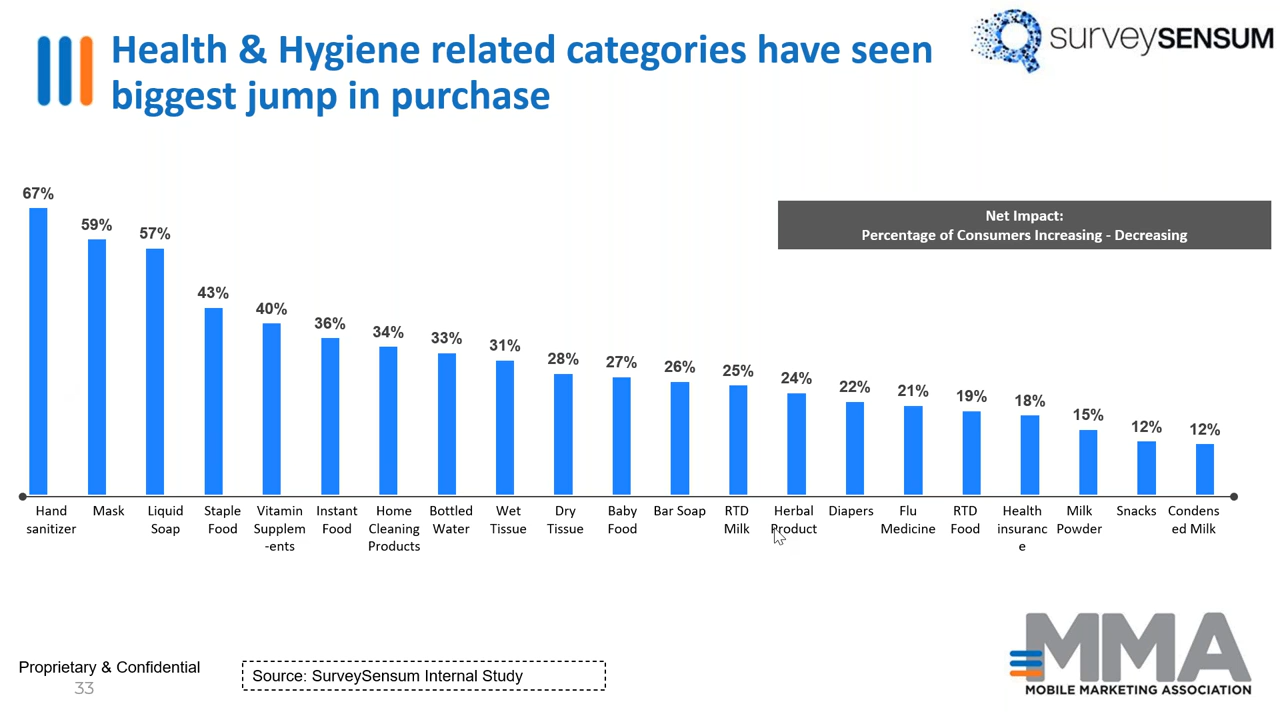 Health & Hygiene related categories have seen
biggest jump in purchase
surveySENSUM
Net Impact:
Percentage of Consumers Increasing - Decreasing
67%
59%
57%
43%
40%
36%
34%
33%
31%
28%
27%
26%
25%
24%
22%
21%
19%
18%
15%
12%
12%
Hand
sanitizer
Mask
Liquid
Soap
Staple
Food
Vitamin
Supplem
-ents
Instant
Food
Home
Cleaning
Products
Bottled
Water
Wet
Tissue
Dry
Tissue
Baby
Food
Bar Soap
RTD
Milk
Herbal
Product
Diapers
Flu
Medicine
RTD
Food
Health
insuranc
e
Milk
Powder
Snacks
Condens
ed Milk
Proprietary & Confidential
33
Source: SurveySensum Internal Study
MMA
MOBILE MARKETING ASSOCIATION